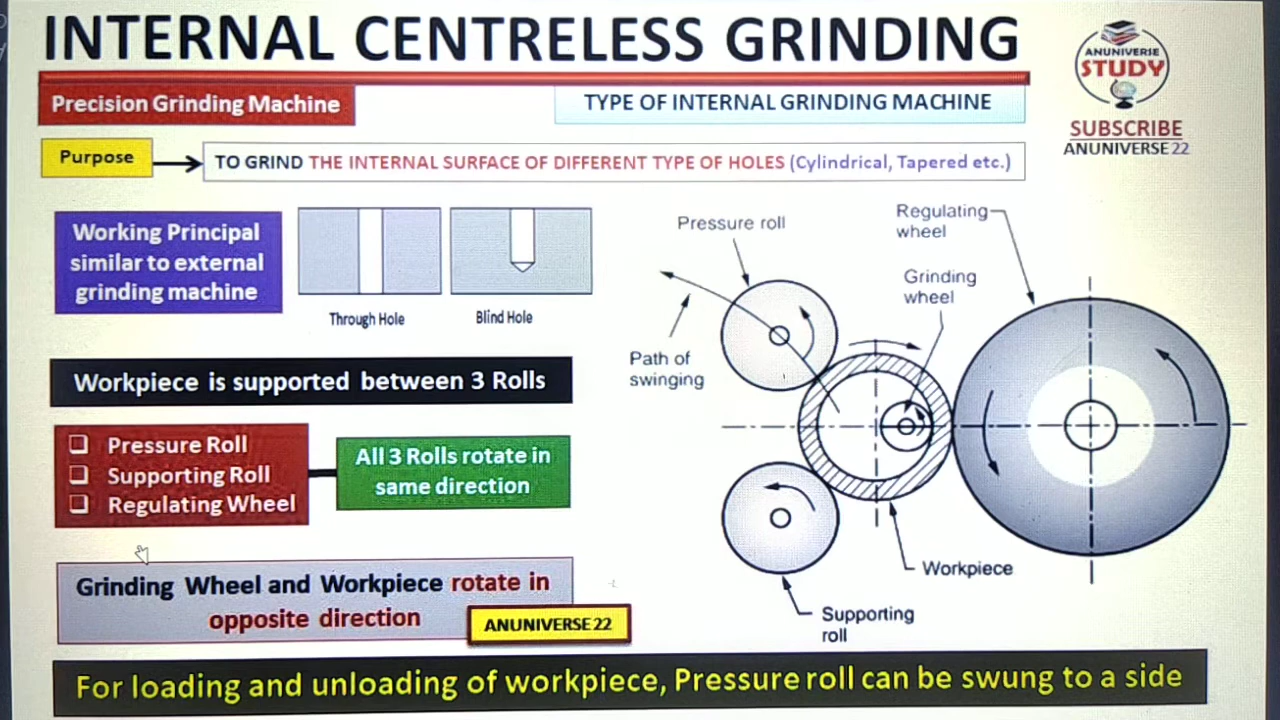 INTERNAL CENTRELESS GRINDING
ANUNIVERSE
STUDY
SUBSCRIBE
ANUNIVERSE 22
Precision Grinding Machine
TYPE OF INTERNAL GRINDING MACHINE
Purpose
TO GRIND THE INTERNAL SURFACE OF DIFFERENT TYPE OF HOLES (Cylindrical, Tapered etc.)
Working Principal
similar to external
grinding machine
Through Hole
Blind Hole
Workpiece is supported between 3 Rolls
Pressure Roll
Supporting Roll
Regulating Wheel
All 3 Rolls rotate in
same direction
Grinding Wheel and Workpiece rotate in
opposite direction
ANUNIVERSE 22
Pressure roll
Regulating
wheel
Grinding
wheel
Path of
swinging
Workpiece
Supporting
roll
For loading and unloading of workpiece, Pressure roll can be swung to a side